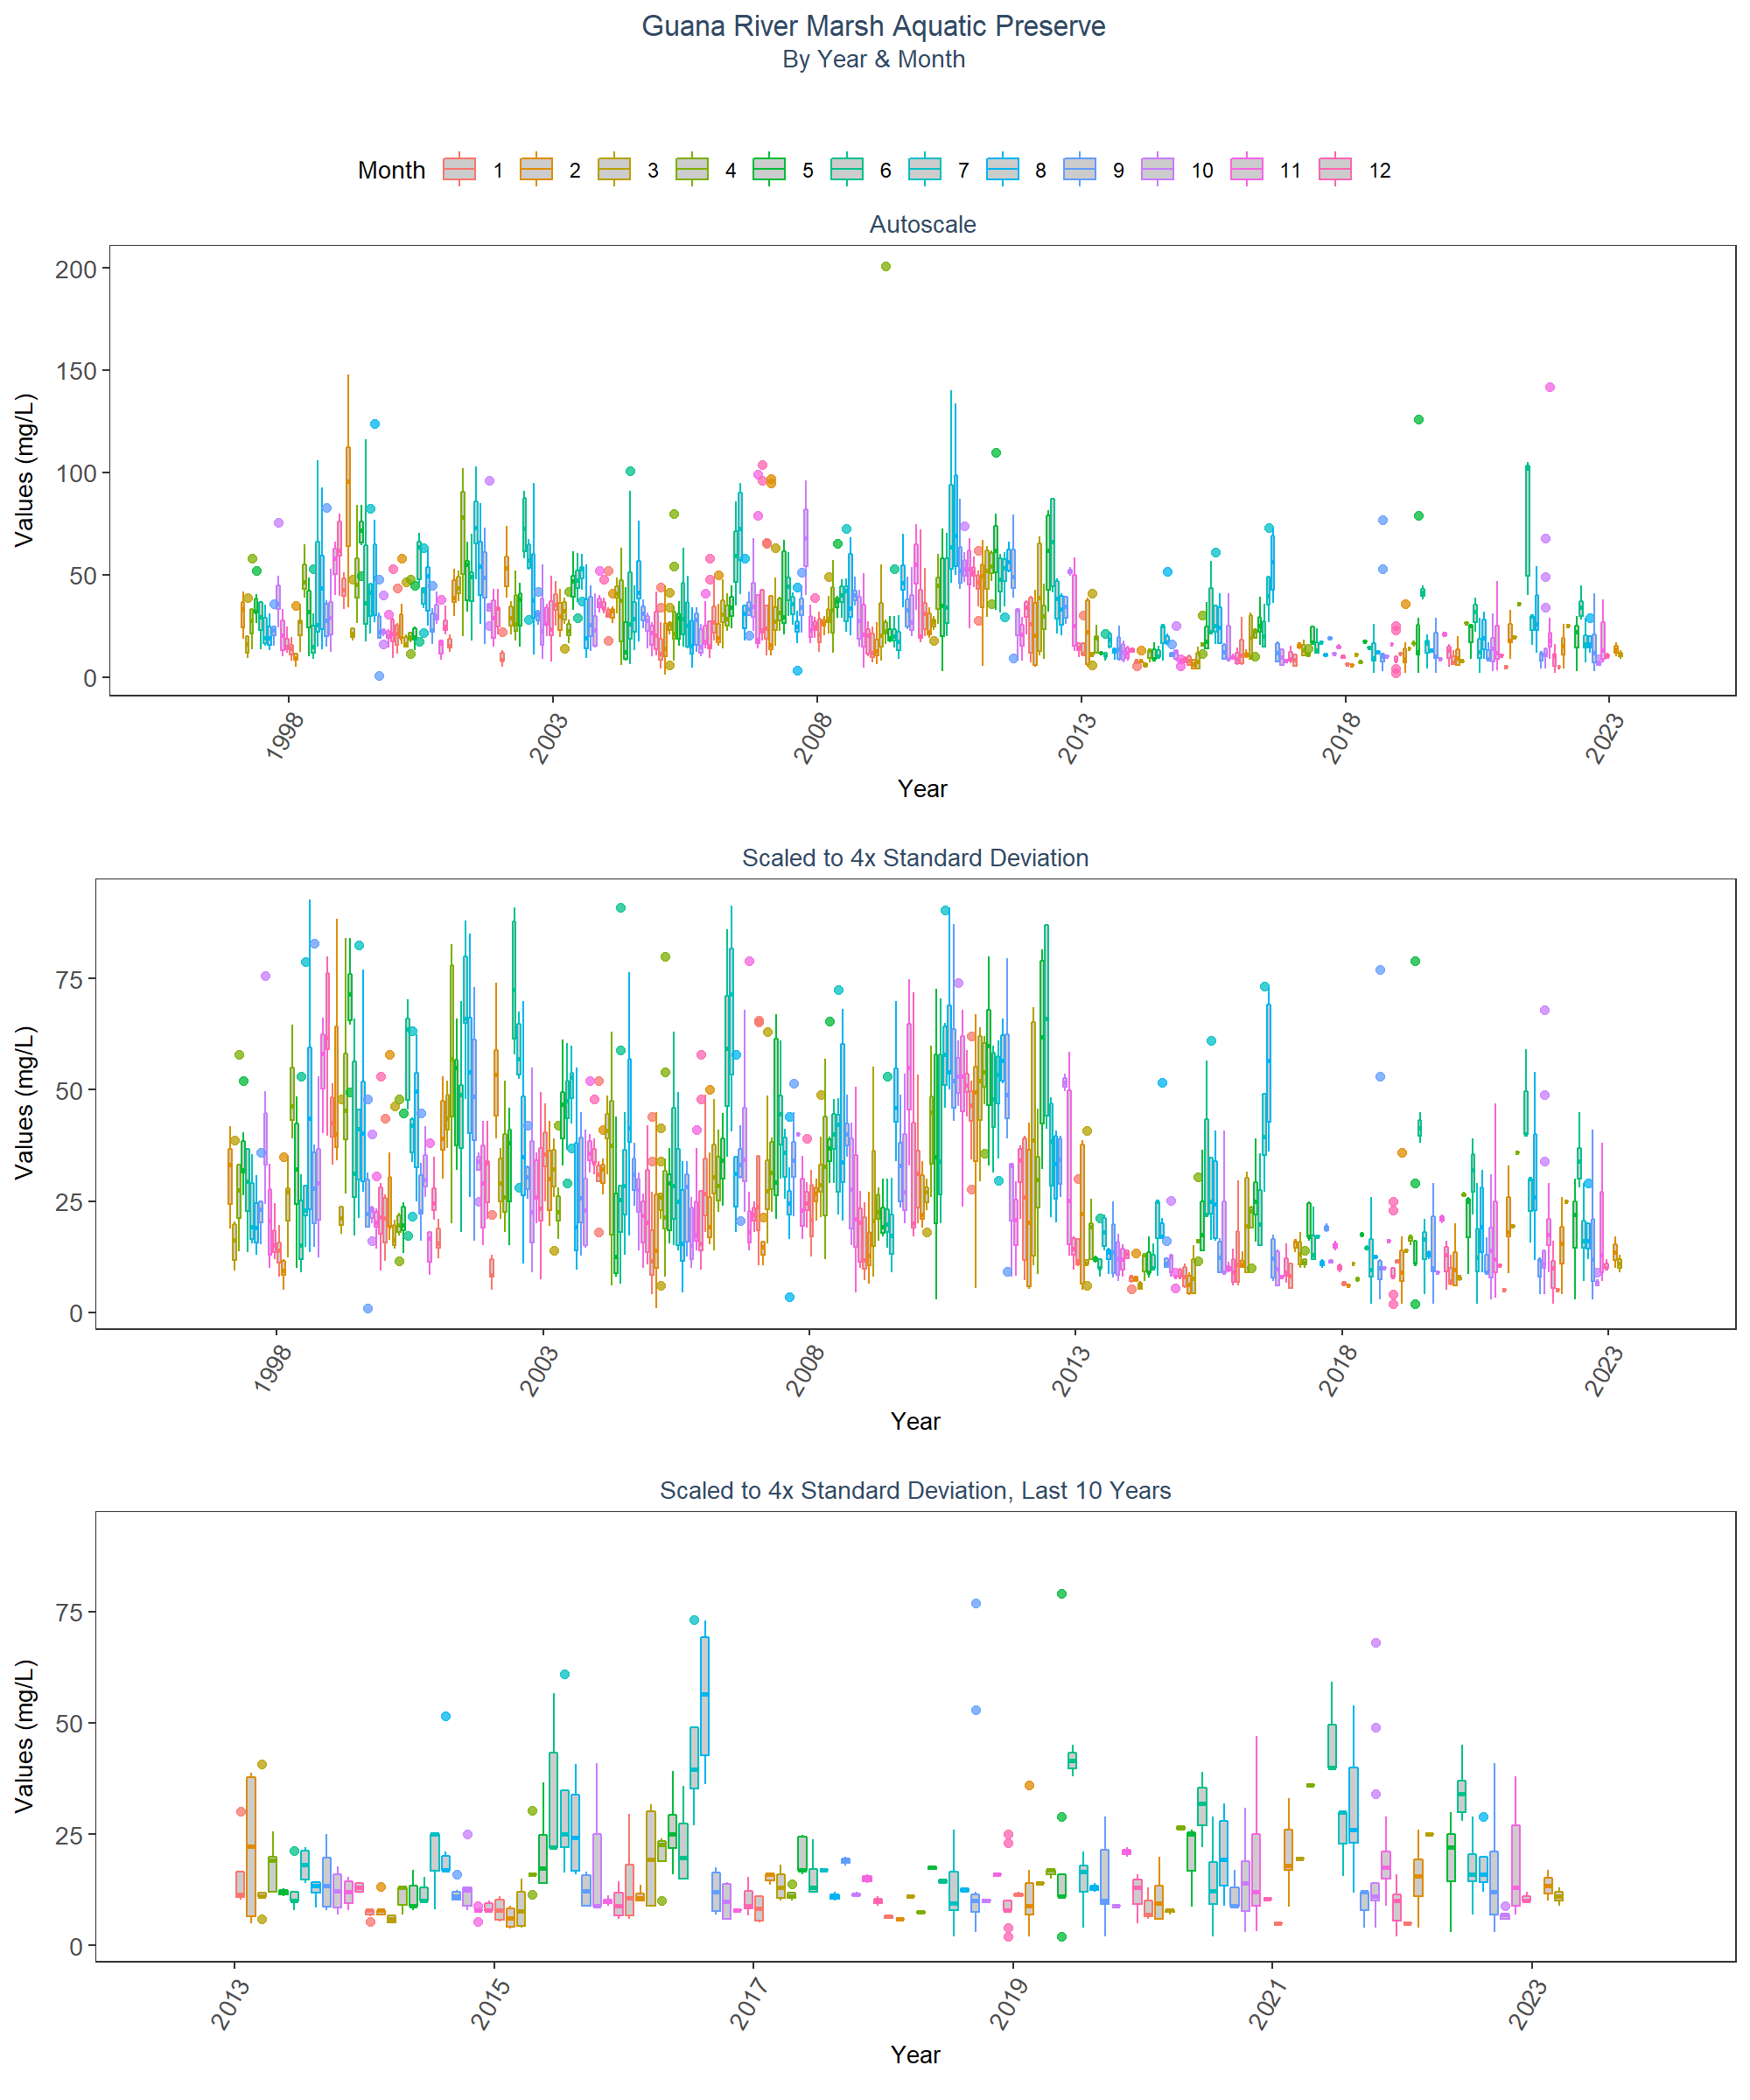 Guana River Marsh Aquatic Preserve
By Year & Month
Month 1 2 3 4 5 6 7 8 9 10 11 12
Autoscale
Values (mg/L)
200
150
100
50
0
1998 2003 2008 2013 2018 2023
Year
Scaled to 4x Standard Deviation
Values (mg/L)
75
50
25
0
1998 2003 2008 2013 2018 2023
Year
Scaled to 4x Standard Deviation, Last 10 Years
Values (mg/L)
75
50
25
0
2013 2015 2017 2019 2021 2023
Year